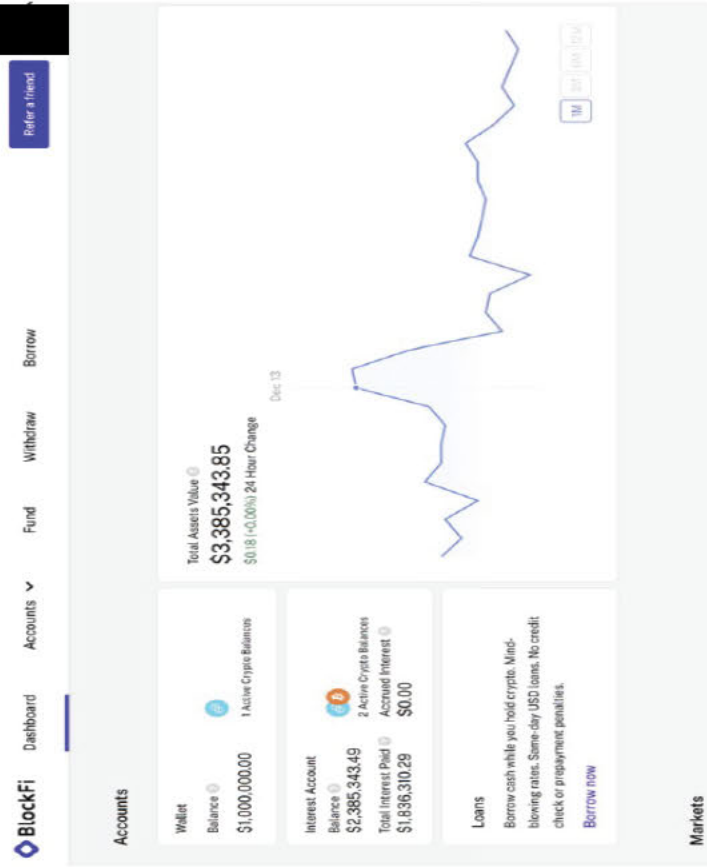 BlockFi
Dashboard
Accounts
Fund
Withdraw
Borrow
Refer a friend
Accounts
Wallet
Balance
$1,000,000.00
1 Active Crypto Balances
Interest Account
Balance
$2,385,343.49
2 Active Crypto Balances
Total Interest Paid
Accrued Interest
$1,836,310.29
$0.00
Loans
Borrow cash while you hold crypto. Mind-
blowing rates. Same-day USD loans. No credit
check or prepayment penalties.
Borrow now
Total Assets Value
$3,385,343.85
$0.18 (+0.00%) 24 Hour Change
Dec 13
1M
3M
6M
12M
Markets